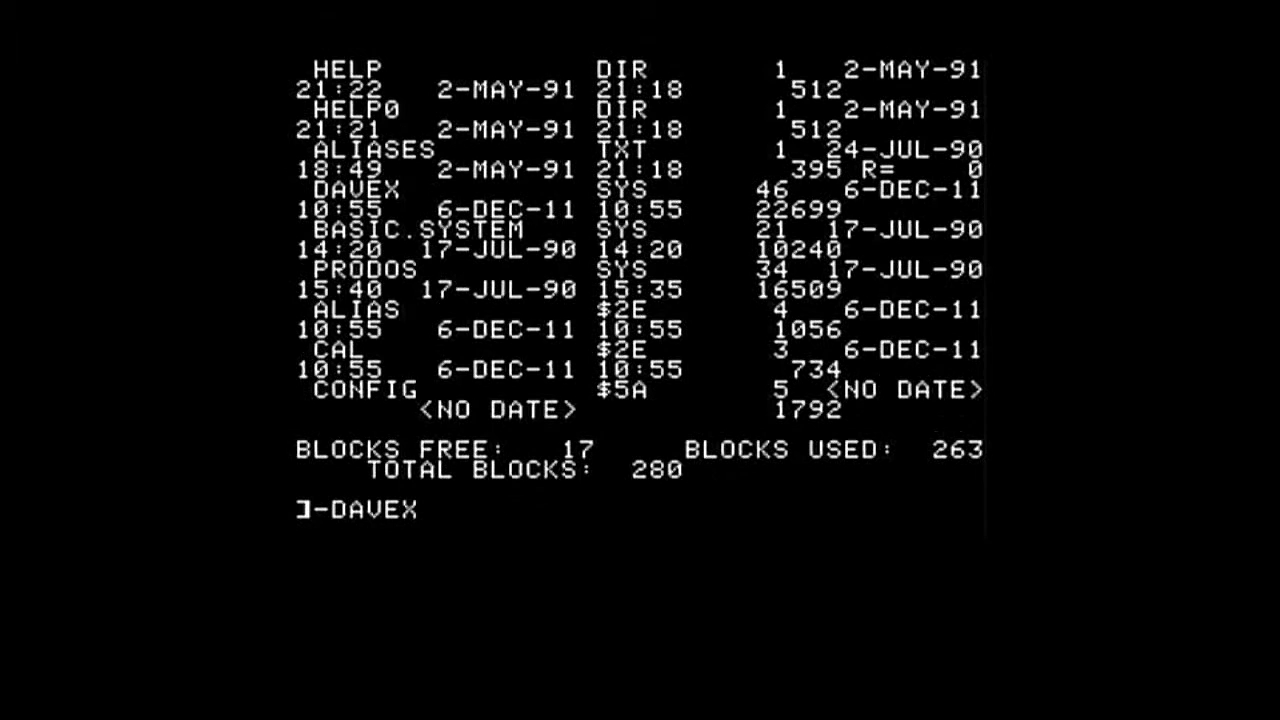 HELP DIR 1 2-MAY-91
21:22 2-MAY-91 21:18 512
HELP0 DIR 1 2-MAY-91
21:21 2-MAY-91 21:18 512
ALIASES TXT 1 24-JUL-90
18:49 2-MAY-91 21:18 395 R= 0
DAVEX SYS 46 6-DEC-11
10:55 6-DEC-11 10:55 22699
BASIC.SYSTEM SYS 21 17-JUL-90
14:20 17-JUL-90 14:20 10240
PRODOS SYS 34 17-JUL-90
15:40 17-JUL-90 15:35 16509
ALIAS $2E 4 6-DEC-11
10:55 6-DEC-11 10:55 1056
CAL $2E 3 6-DEC-11
10:55 6-DEC-11 10:55 734
CONFIG $5A 5 <NO DATE>
<NO DATE> 1792
BLOCKS FREE: 17 BLOCKS USED: 263
TOTAL BLOCKS: 280
]-DAVEX